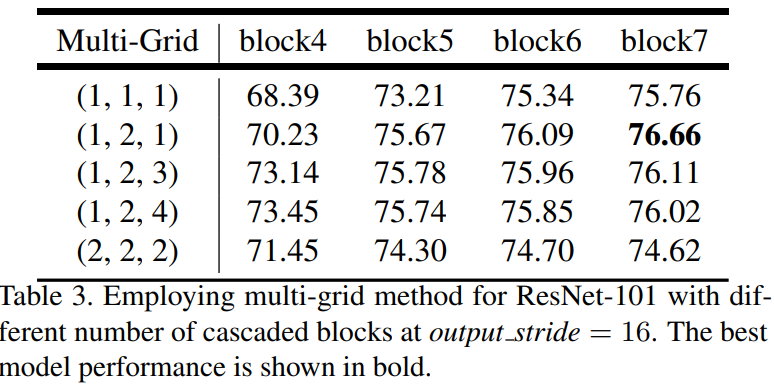 Multi-Grid block4 block5 block6 block7
(1, 1, 1) 68.39 73.21 75.34 75.76
(1, 2, 1) 70.23 75.67 76.09 76.66
(1, 2, 3) 73.14 75.78 75.96 76.11
(1, 2, 4) 73.45 75.74 75.85 76.02
(2, 2, 2) 71.45 74.30 74.70 74.62
Table 3. Employing multi-grid method for ResNet-101 with dif-
ferent number of cascaded blocks at output_stride = 16. The best
model performance is shown in bold.